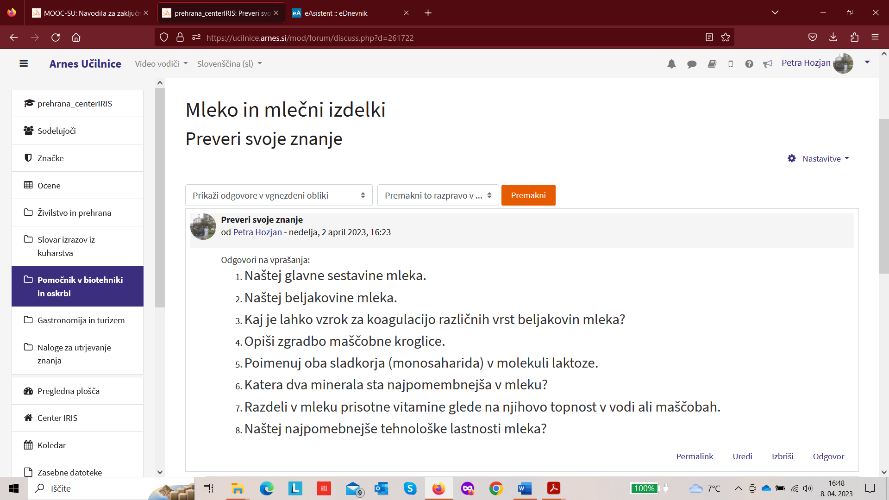 MOOC-SU: Navodila za zaključ
prehrana_centerIRIS: Preveri svo
eAsistent :: eDnevnik
https://ucilnice.arnes.si/mod/forum/discuss.php?d=261722
Arnes Učilnice
Video vodiči
Slovenščina (sl)
Petra Hozjan
prehrana_centerIRIS
Sodelujoči
Značke
Ocene
Živilstvo in prehrana
Slovar izrazov iz
kuharstva
Pomočnik v biotehniki
in oskrbi
Gastronomija in turizem
Naloge za utrjevanje
znanja
Pregledna plošča
Center IRIS
Koledar
Zasebne datoteke
Mleko in mlečni izdelki
Preveri svoje znanje
Nastavitve
Prikaži odgovore v vgnezdeni obliki
Premakni to razpravo v ...
Premakni
Preveri svoje znanje
od Petra Hozjan - nedelja, 2 april 2023, 16:23
Odgovori na vprašanja:
1. Naštej glavne sestavine mleka.
2. Naštej beljakovine mleka.
3. Kaj je lahko vzrok za koagulacijo različnih vrst beljakovin mleka?
4. Opiši zgradbo maščobne kroglice.
5. Poimenuj oba sladkorja (monosaharida) v molekuli laktoze.
6. Katera dva minerala sta najpomembnejša v mleku?
7. Razdeli v mleku prisotne vitamine glede na njihovo topnost v vodi ali maščobah.
8. Naštej najpomebnejše tehnološke lastnosti mleka?
Permalink
Uredi
Izbriši
Odgovor
Iščite
100%
7°C
16:48
8. 04. 2023